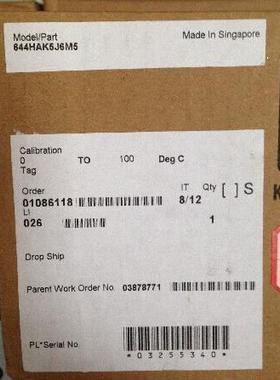 Model/Part
Made In Singapore
644HAK5J6M5
Calibration
0 TO 100 Deg C
Tag
Order IT Qty [ ] S
01086118 8/12
LI 1
026
Drop Ship
Parent Work Order No. 03878771
PL*Serial No.
*03255340*